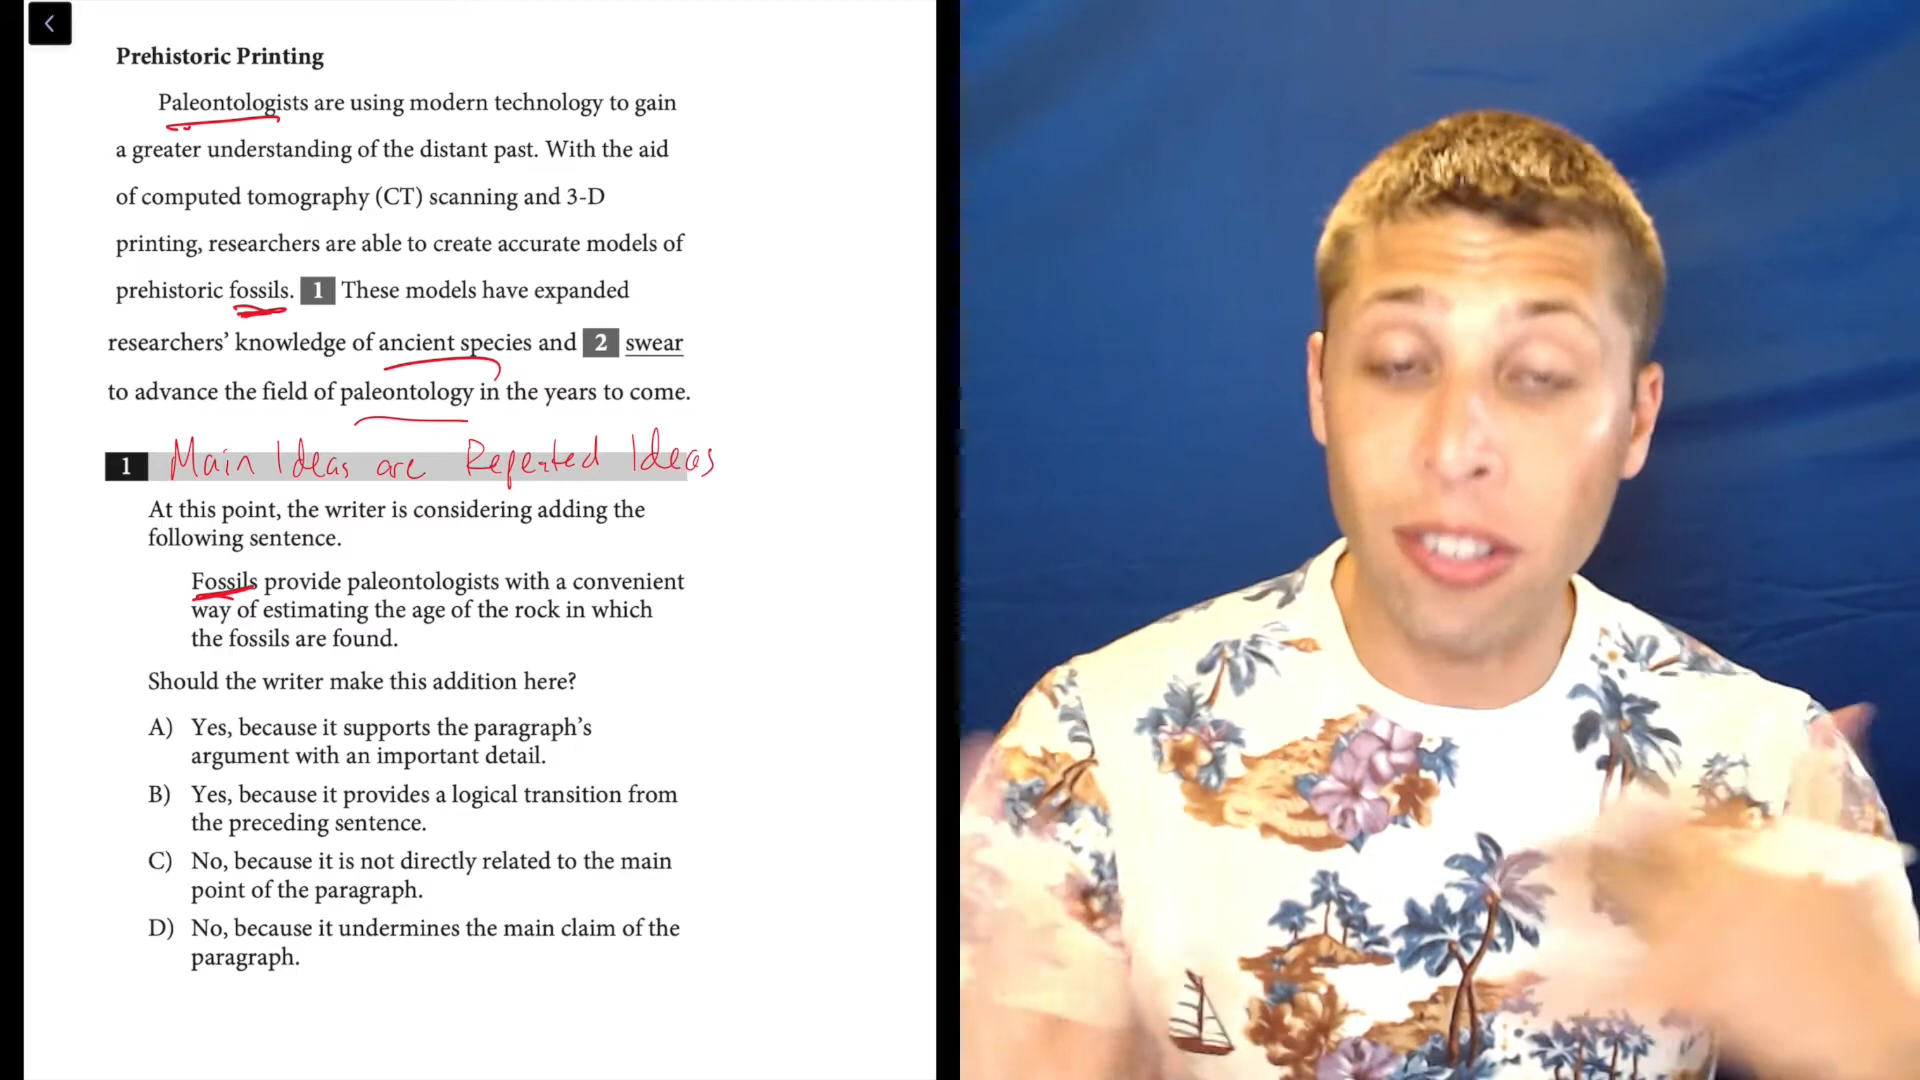 Prehistoric Printing
Paleontologists are using modern technology to gain
a greater understanding of the distant past. With the aid
of computed tomography (CT) scanning and 3-D
printing, researchers are able to create accurate models of
prehistoric fossils. 1 These models have expanded
researchers’ knowledge of ancient species and 2 swear
to advance the field of paleontology in the years to come.
1 Main Ideas are Repeated Ideas
At this point, the writer is considering adding the
following sentence.
Fossils provide paleontologists with a convenient
way of estimating the age of the rock in which
the fossils are found.
Should the writer make this addition here?
A) Yes, because it supports the paragraph’s
argument with an important detail.
B) Yes, because it provides a logical transition from
the preceding sentence.
C) No, because it is not directly related to the main
point of the paragraph.
D) No, because it undermines the main claim of the
paragraph.